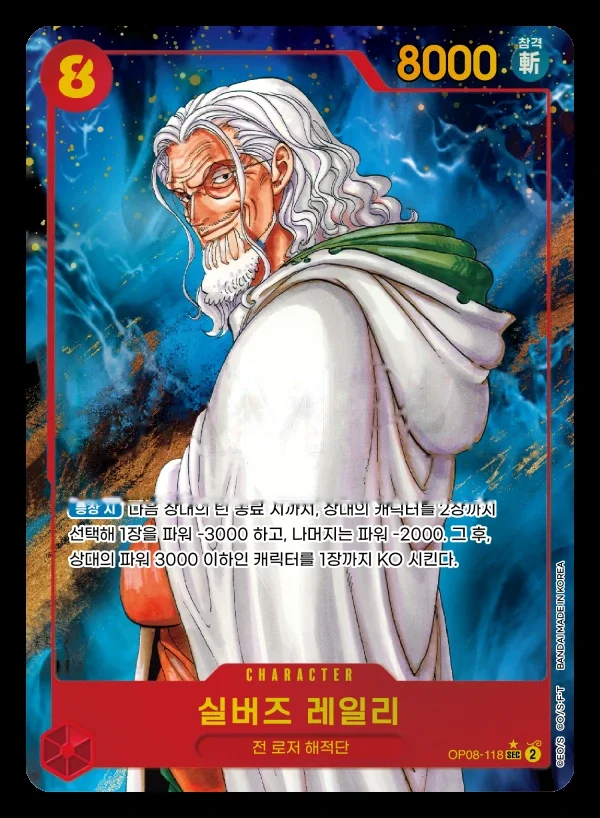 8
8000
참격
斬
등장 시 다음 상대의 턴 종료 시까지, 상대의 캐릭터를 2장까지
선택해 1장을 파워 -3000 하고, 나머지는 파워 -2000. 그 후,
상대의 파워 3000 이하인 캐릭터를 1장까지 KO 시킨다.
CHARACTER
실버즈 레일리
전 로저 해적단
OP08-118 SEC 2
©EO/S ©O/S·F·T BANDAI MADE IN KOREA